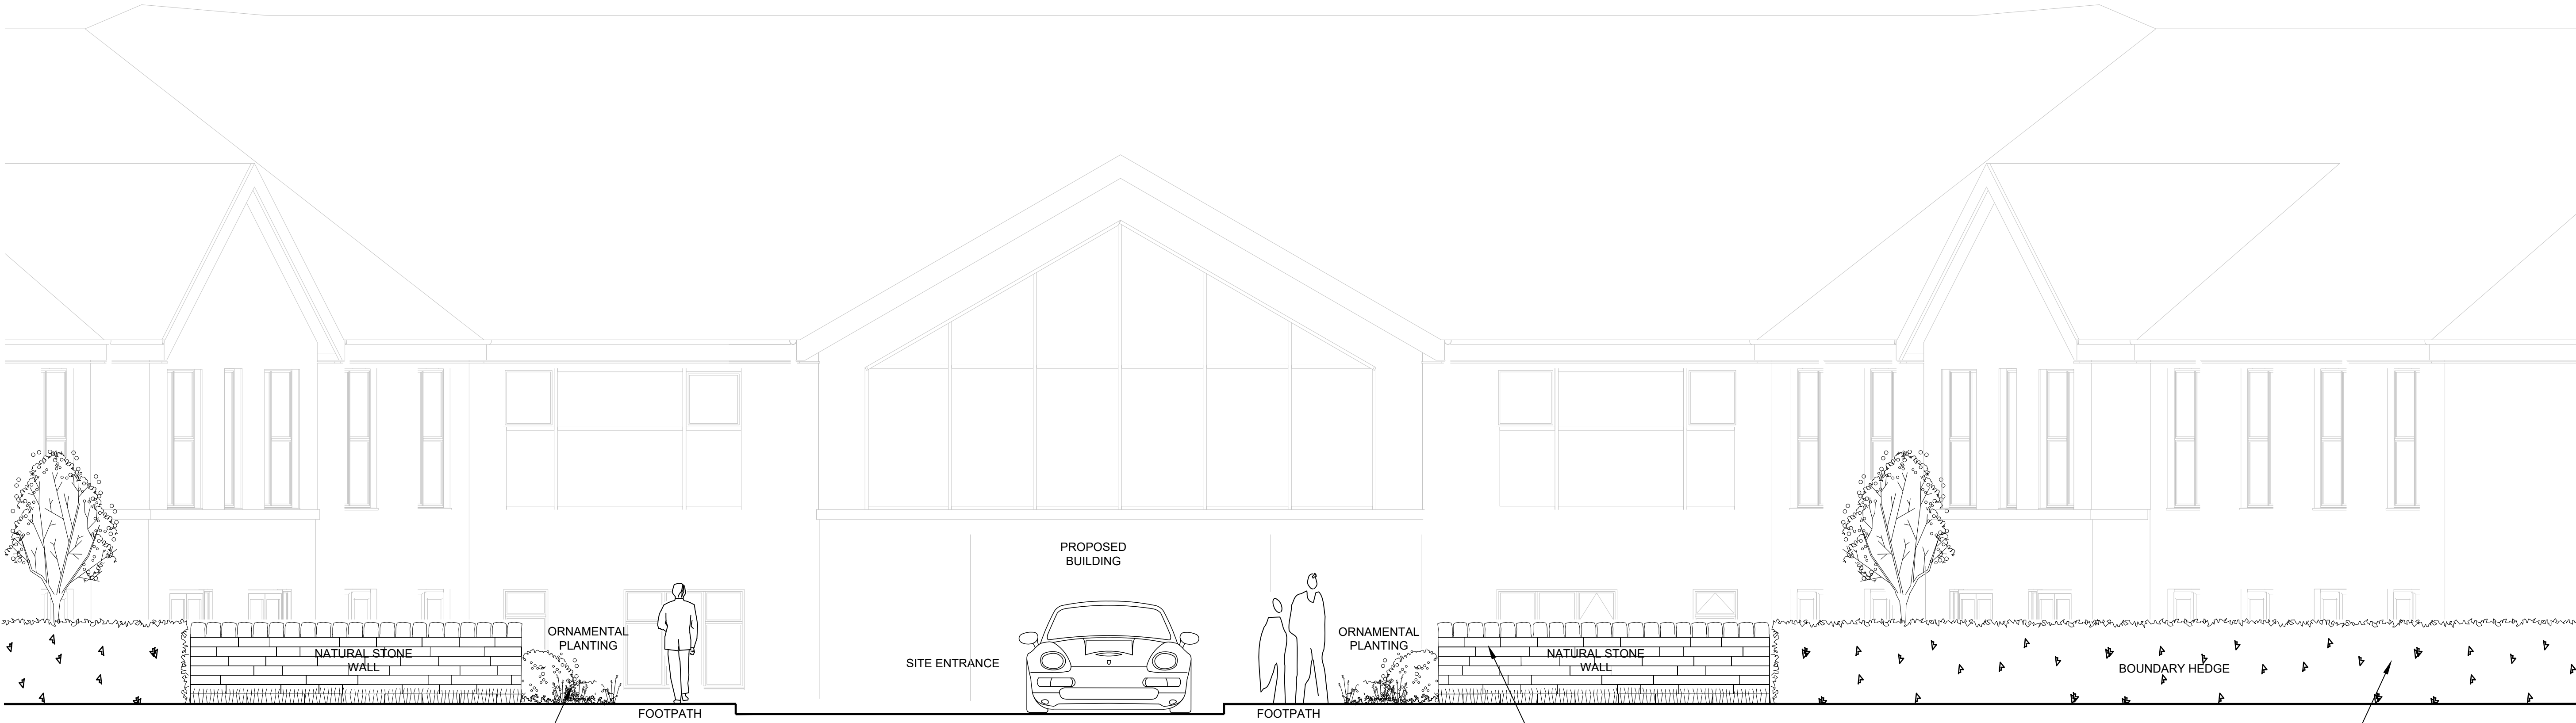 PROPOSED
BUILDING
ORNAMENTAL
PLANTING
ORNAMENTAL
PLANTING
NATURAL STONE
WALL
SITE ENTRANCE
NATURAL STONE
WALL
BOUNDARY HEDGE
FOOTPATH
FOOTPATH